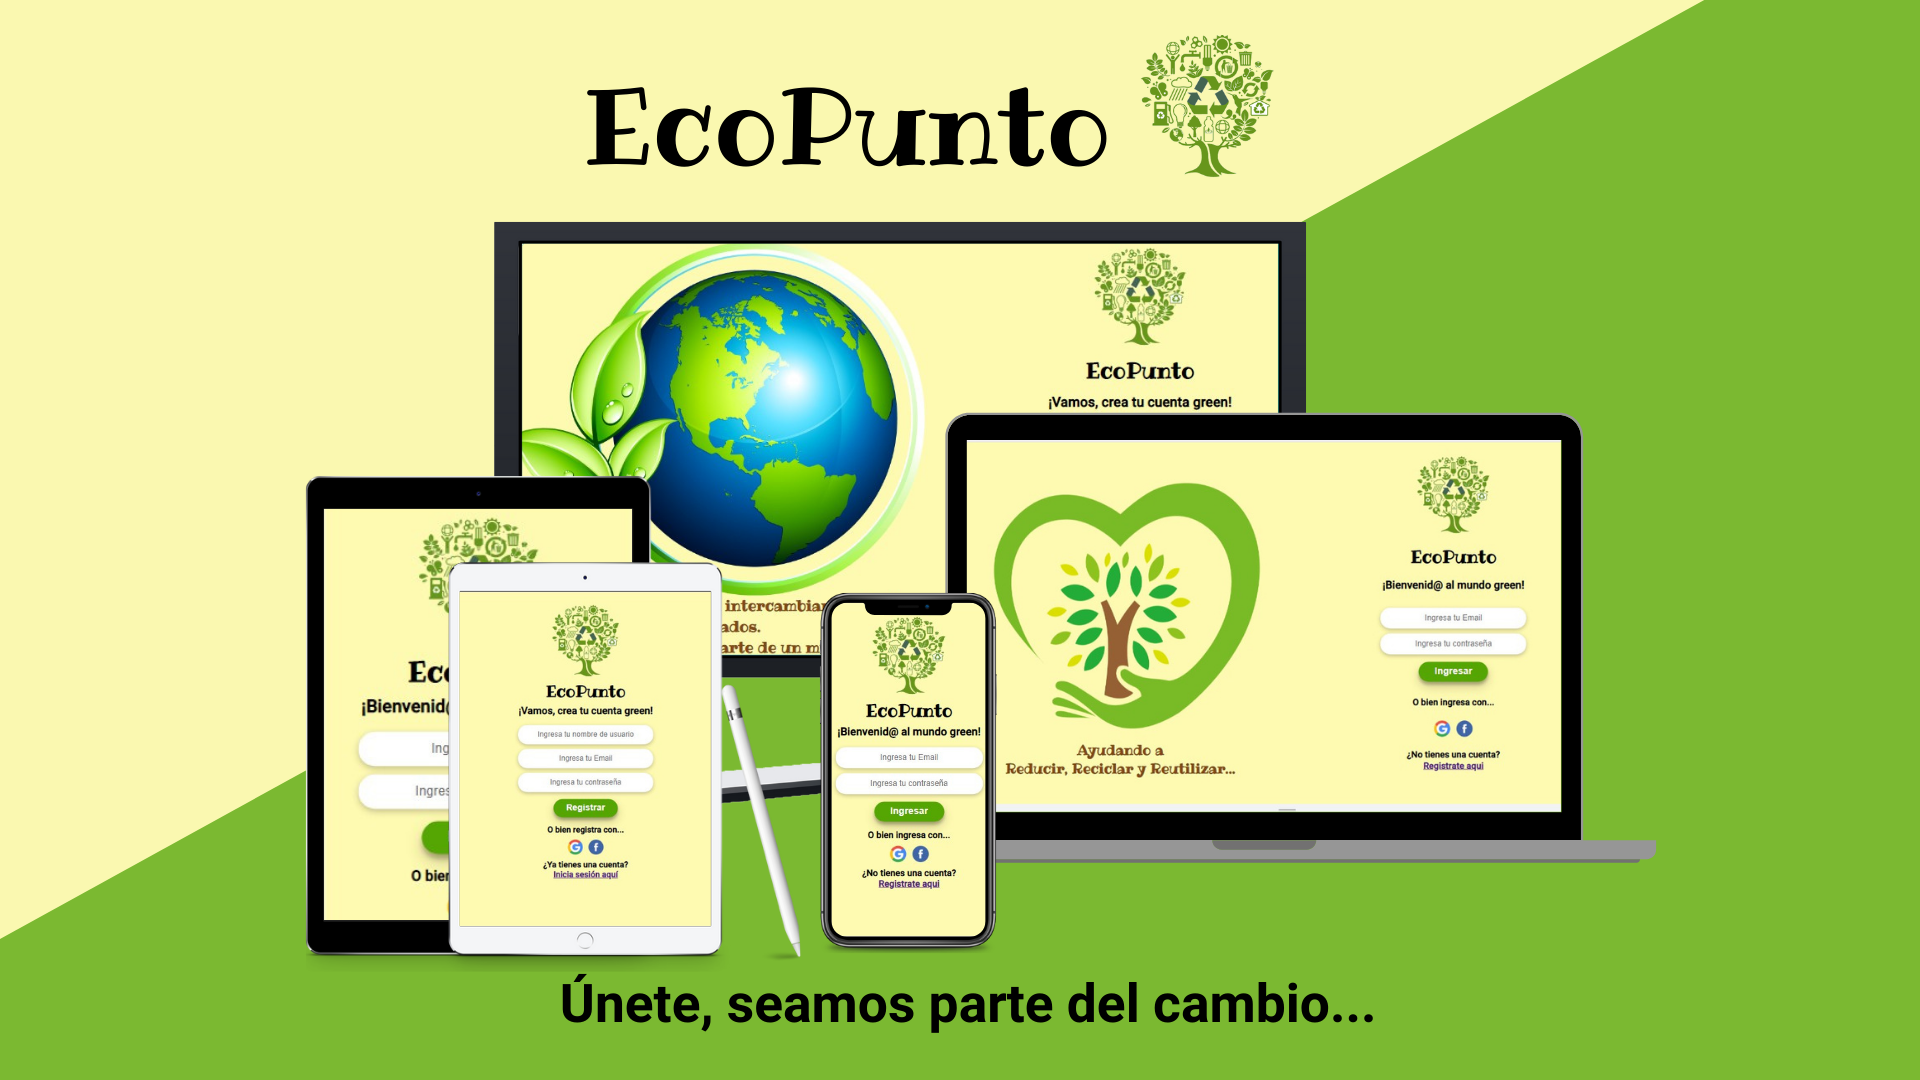 EcoPunto
EcoPunto
¡Vamos, crea tu cuenta green!
intercambiar
ados.
arte de un m
EcoPunto
¡Bienvenid@ al mundo green!
Ingresa tu Email
Ingresa tu contraseña
Ingresar
O bien ingresa con...
G f
¿No tienes una cuenta?
Registrate aqui
Ayudando a
Reducir, Reciclar y Reutilizar...
Eco
¡Bienvenid@
Ing
Ingres
O bien
EcoPunto
¡Vamos, crea tu cuenta green!
Ingresa tu nombre de usuario
Ingresa tu Email
Ingresa tu contraseña
Registrar
O bien registra con...
G f
¿Ya tienes una cuenta?
Inicia sesión aquí
EcoPunto
¡Bienvenid@ al mundo green!
Ingresa tu Email
Ingresa tu contraseña
Ingresar
O bien ingresa con...
G f
¿No tienes una cuenta?
Registrate aqui
Únete, seamos parte del cambio...